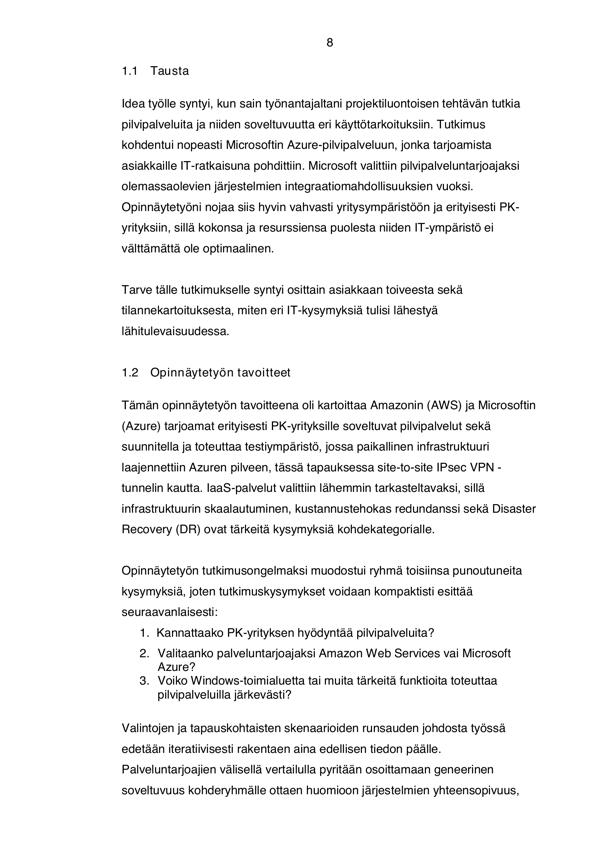 8
1.1 Tausta
Idea työlle syntyi, kun sain työnantajaltani projektiluontoisen tehtävän tutkia
pilvipalveluita ja niiden soveltuvuutta eri käyttötarkoituksiin. Tutkimus
kohdentui nopeasti Microsoftin Azure-pilvipalveluun, jonka tarjoamista
asiakkaille IT-ratkaisuna pohdittiin. Microsoft valittiin pilvipalveluntarjoajaksi
olemassaolevien järjestelmien integraatiomahdollisuuksien vuoksi.
Opinnäytetyöni nojaa siis hyvin vahvasti yritysympäristöön ja erityisesti PK-
yrityksiin, sillä kokonsa ja resurssiensa puolesta niiden IT-ympäristö ei
välttämättä ole optimaalinen.
Tarve tälle tutkimukselle syntyi osittain asiakkaan toiveesta sekä
tilannekartoituksesta, miten eri IT-kysymyksiä tulisi lähestyä
lähitulevaisuudessa.
1.2 Opinnäytetyön tavoitteet
Tämän opinnäytetyön tavoitteena oli kartoittaa Amazonin (AWS) ja Microsoftin
(Azure) tarjoamat erityisesti PK-yrityksille soveltuvat pilvipalvelut sekä
suunnitella ja toteuttaa testiympäristö, jossa paikallinen infrastruktuuri
laajennettiin Azuren pilveen, tässä tapauksessa site-to-site IPsec VPN -
tunnelin kautta. IaaS-palvelut valittiin lähemmin tarkasteltavaksi, sillä
infrastruktuurin skaalautuminen, kustannustehokas redundanssi sekä Disaster
Recovery (DR) ovat tärkeitä kysymyksiä kohdekategorialle.
Opinnäytetyön tutkimusongelmaksi muodostui ryhmä toisiinsa punoutuneita
kysymyksiä, joten tutkimuskysymykset voidaan kompaktisti esittää
seuraavanlaisesti:
1. Kannattaako PK-yrityksen hyödyntää pilvipalveluita?
2. Valitaanko palveluntarjoajaksi Amazon Web Services vai Microsoft
Azure?
3. Voiko Windows-toimialuetta tai muita tärkeitä funktioita toteuttaa
pilvipalveluilla järkevästi?
Valintojen ja tapauskohtaisten skenaarioiden runsauden johdosta työssä
edetään iteratiivisesti rakentaen aina edellisen tiedon päälle.
Palveluntarjoajien välisellä vertailulla pyritään osoittamaan geneerinen
soveltuvuus kohderyhmälle ottaen huomioon järjestelmien yhteensopivuus,